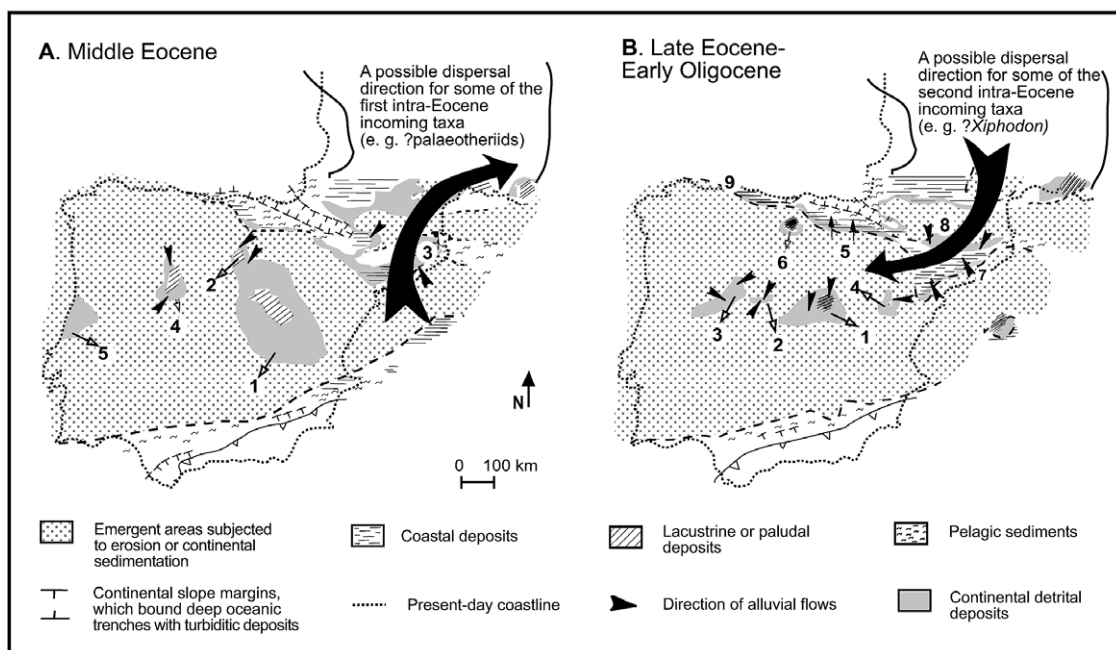 A. Middle Eocene
A possible dispersal
direction for some of the
first intra-Eocene
incoming taxa
(e. g. ?palaeotheriids)
3
2
4
5
1
N
0 100 km
B. Late Eocene-
Early Oligocene
A possible dispersal
direction for some of the
second intra-Eocene
incoming taxa
(e. g. ?Xiphodon)
9
8
5
6
7
4
3
2
1
Emergent areas subjected
to erosion or continental
sedimentation
Coastal deposits
Lacustrine or paludal
deposits
Pelagic sediments
Continental slope margins,
which bound deep oceanic
trenches with turbiditic deposits
Present-day coastline
Direction of alluvial flows
Continental detrital
deposits